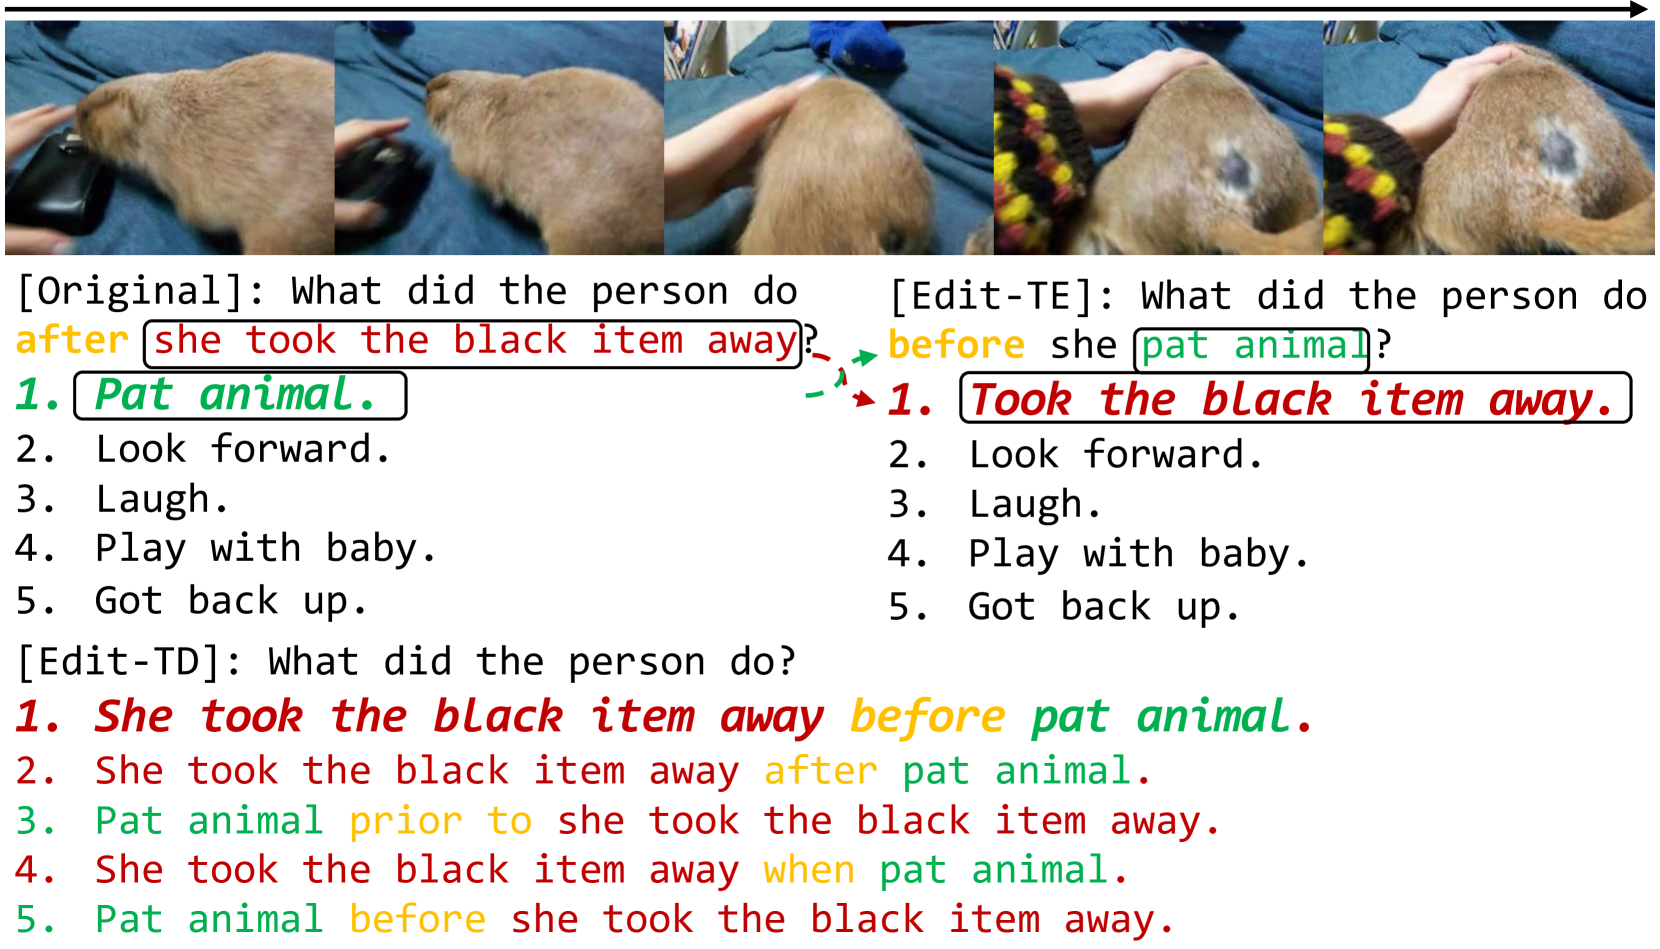 [Original]: What did the person do
after she took the black item away?
1. Pat animal.
2. Look forward.
3. Laugh.
4. Play with baby.
5. Got back up.
[Edit-TE]: What did the person do
before she pat animal?
1. Took the black item away.
2. Look forward.
3. Laugh.
4. Play with baby.
5. Got back up.
[Edit-TD]: What did the person do?
1. She took the black item away before pat animal.
2. She took the black item away after pat animal.
3. Pat animal prior to she took the black item away.
4. She took the black item away when pat animal.
5. Pat animal before she took the black item away.